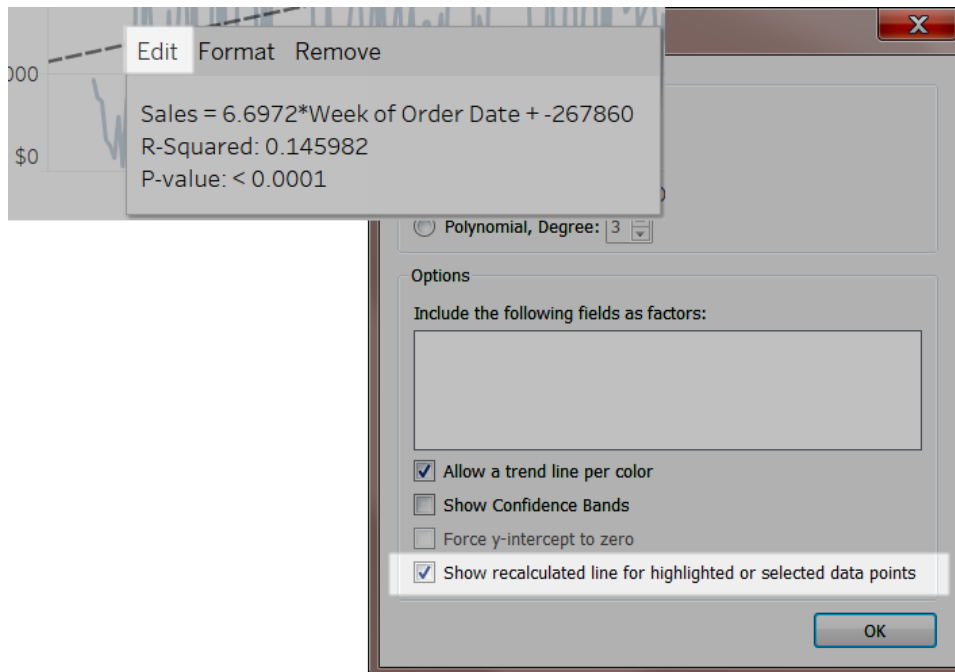 Edit Format Remove
Sales = 6.6972*Week of Order Date + -267860
R-Squared: 0.145982
P-value: < 0.0001
000
$0
Polynomial, Degree: 3
Options
Include the following fields as factors:
Allow a trend line per color
Show Confidence Bands
Force y-intercept to zero
Show recalculated line for highlighted or selected data points
OK